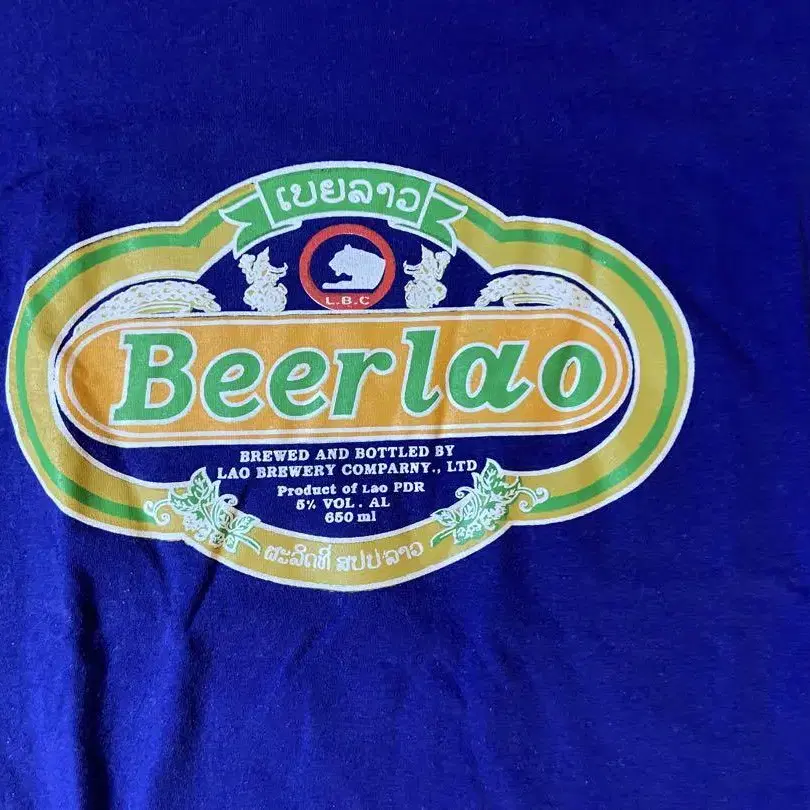 ເບຍລາວ
L.B.C
Beerlao
BREWED AND BOTTLED BY
LAO BREWERY COMPARNY., LTD
Product of LAO PDR
5% VOL. AL
650 ml
ຜະລິດທີ່ ສປປ ລາວ